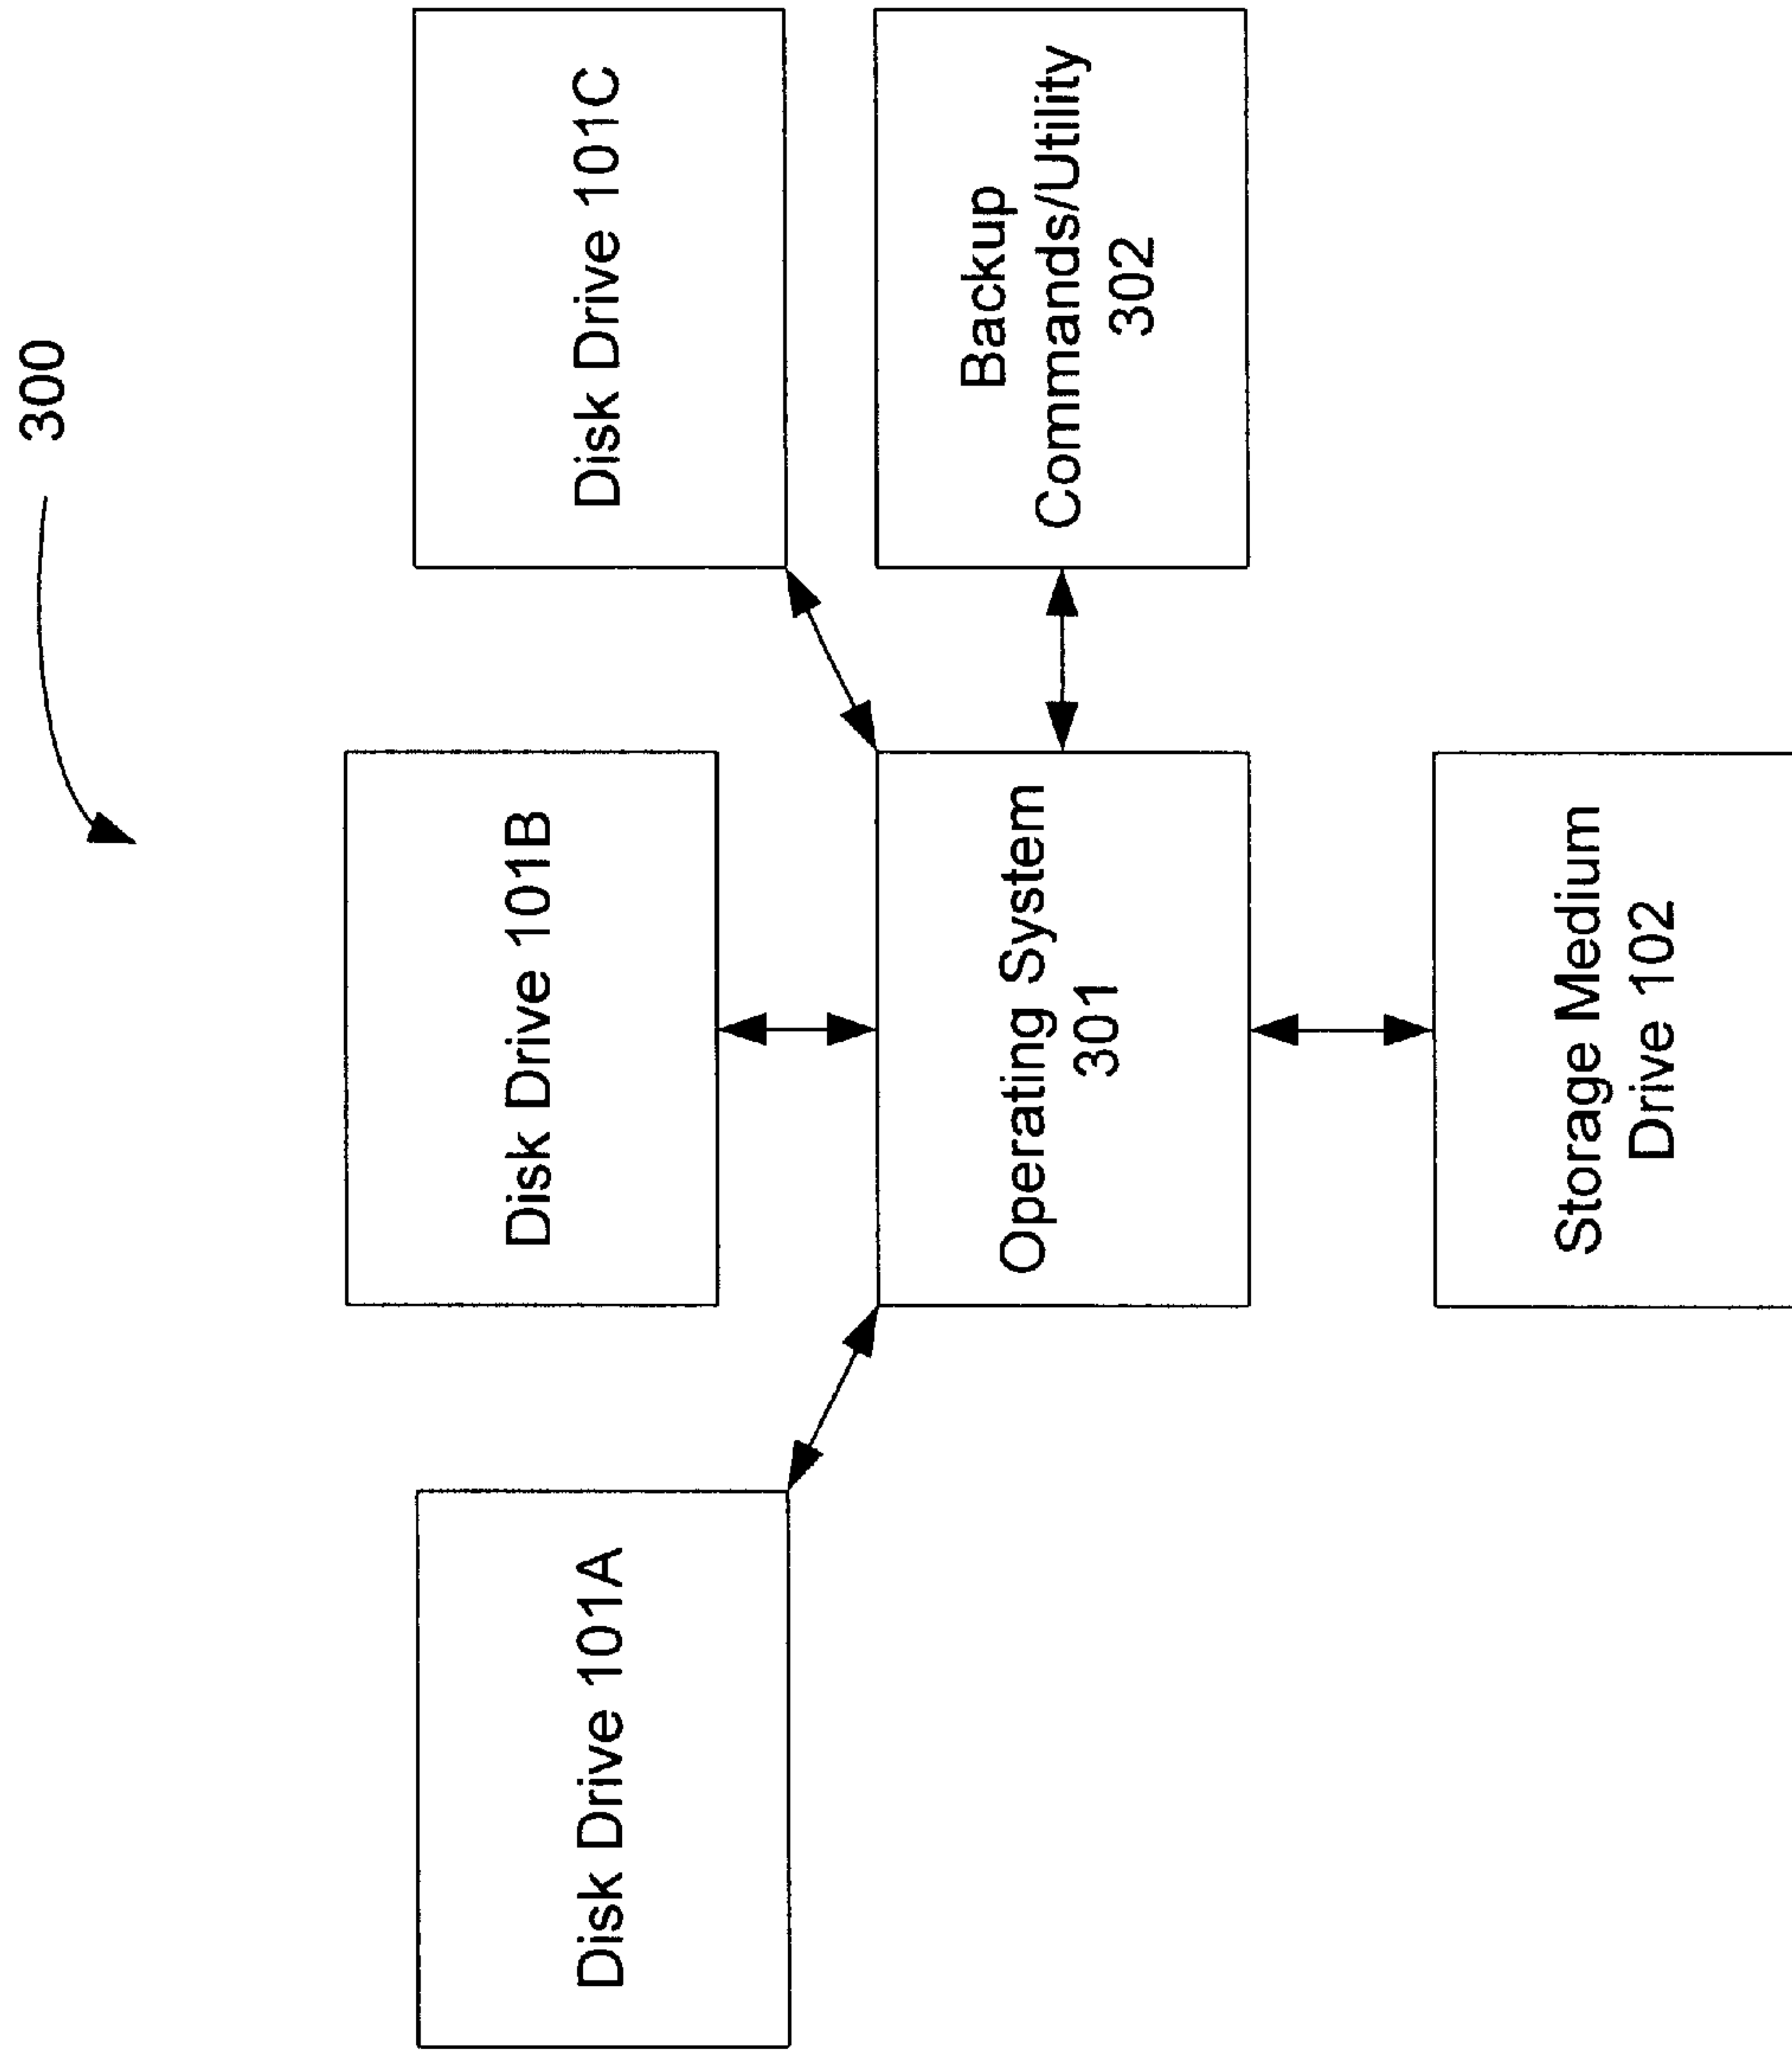 300
Disk Drive 101A
Disk Drive 101B
Disk Drive 101C
Operating System
301
Backup
Commands/Utility
302
Storage Medium
Drive 102